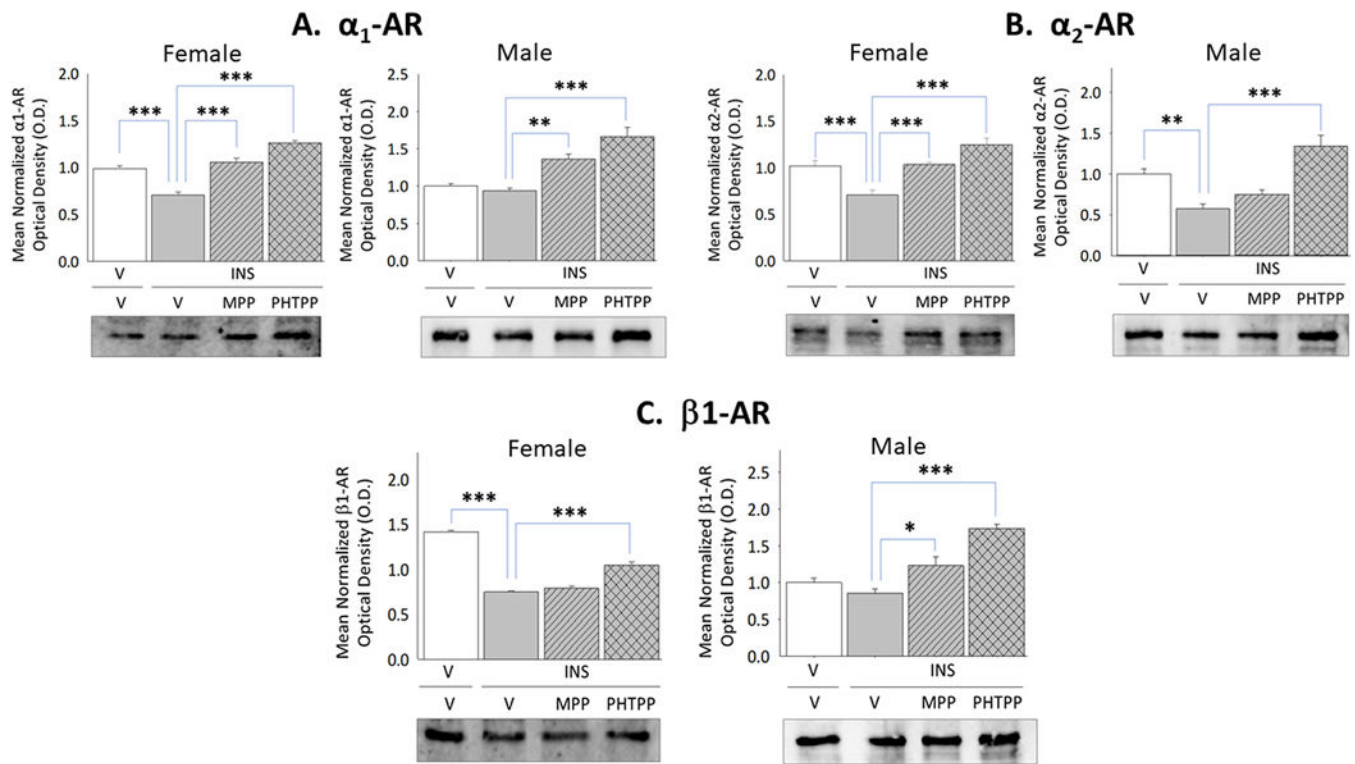 A. α₁-AR
Female
Mean Normalized α1-AR
Optical Density (O.D.)
2.0
1.5
1.0
0.5
0.0
***
***
***
V INS
V V MPP PHTPP
Male
Mean Normalized α1-AR
Optical Density (O.D.)
2.5
2.0
1.5
1.0
0.5
0.0
***
**
V INS
V V MPP PHTPP
B. α₂-AR
Female
Mean Normalized α2-AR
Optical Density (O.D.)
2.0
1.5
1.0
0.5
0.0
***
***
***
V INS
V V MPP PHTPP
Male
Mean Normalized α2-AR
Optical Density (O.D.)
2.0
1.5
1.0
0.5
0.0
**
***
V INS
V V MPP PHTPP
C. β1-AR
Female
Mean Normalized β1-AR
Optical Density (O.D.)
2.0
1.5
1.0
0.5
0.0
***
***
V INS
V V MPP PHTPP
Male
Mean Normalized β1-AR
Optical Density (O.D.)
2.5
2.0
1.5
1.0
0.5
0.0
***
*
V INS
V V MPP PHTPP